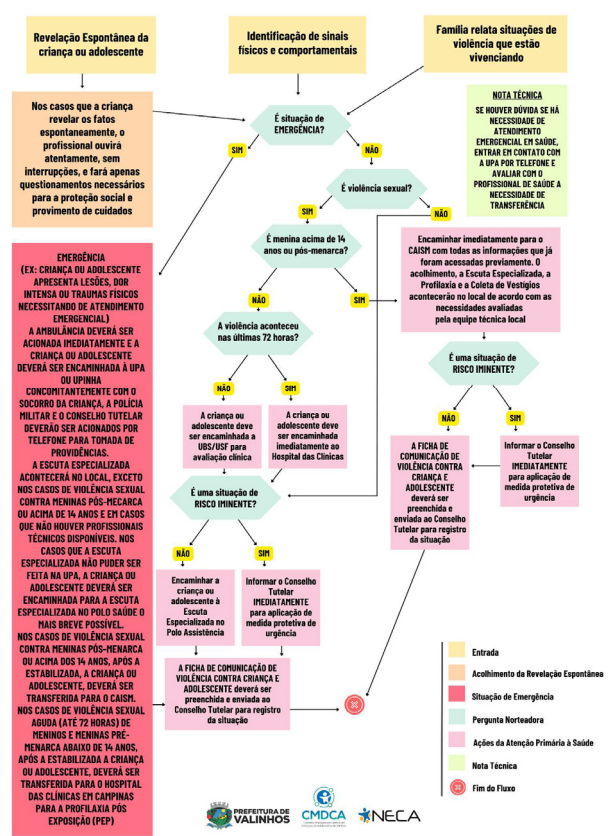 Revelação Espontânea da
criança ou adolescente
Identificação de sinais
físicos e comportamentais
Família relata situações de
violência que estão
vivenciando
Nos casos que a criança
revelar os fatos
espontaneamente, o
profissional ouvirá
atentamente, sem
interrupções, e fará apenas
questionamentos necessários
para a proteção social e
provimento de cuidados
É situação de
EMERGÊNCIA?
NOTA TÉCNICA
SE HOUVER DÚVIDA SE HÁ
NECESSIDADE DE
ATENDIMENTO
EMERGENCIAL EM SAÚDE,
ENTRAR EM CONTATO COM
A UPA POR TELEFONE E
AVALIAR COM O
PROFISSIONAL DE SAÚDE A
NECESSIDADE DE
TRANSFERÊNCIA
SIM
NÃO
É violência sexual?
SIM
NÃO
É menina acima de 14
anos ou pós-menarca?
Encaminhar imediatamente para o
CAISM com todas as informações que já
foram acessadas previamente. O
acolhimento, a Escuta Especializada, a
Profilaxia e a Coleta de Vestígios
acontecerão no local de acordo com as
necessidades avaliadas
pela equipe técnica local
NÃO
SIM
EMERGÊNCIA
(EX: CRIANÇA OU ADOLESCENTE
APRESENTA LESÕES, DOR
INTENSA OU TRAUMAS FÍSICOS
NECESSITANDO DE ATENDIMENTO
EMERGENCIAL)
A AMBULÂNCIA DEVERÁ SER
ACIONADA IMEDIATAMENTE E A
CRIANÇA OU ADOLESCENTE
DEVERÁ SER ENCAMINHADA À UPA
OU UPINHA
CONCOMITANTEMENTE COM O
SOCORRO DA CRIANÇA, A POLÍCIA
MILITAR E O CONSELHO TUTELAR
DEVERÃO SER ACIONADOS POR
TELEFONE PARA TOMADA DE
PROVIDÊNCIAS.
A ESCUTA ESPECIALIZADA
ACONTECERÁ NO LOCAL, EXCETO
NOS CASOS DE VIOLÊNCIA SEXUAL
CONTRA MENINAS PÓS-MECARCA
OU ACIMA DE 14 ANOS E EM CASOS
QUE NÃO HOUVER PROFISSIONAIS
TÉCNICOS DISPONÍVEIS. NOS
CASOS QUE A ESCUTA
ESPECIALIZADA NÃO PUDER SER
FEITA NA UPA, A CRIANÇA OU
ADOLESCENTE DEVERÁ SER
ENCAMINHADA PARA A ESCUTA
ESPECIALIZADA NO POLO SAÚDE O
MAIS BREVE POSSÍVEL.
NOS CASOS DE VIOLÊNCIA SEXUAL
CONTRA MENINAS PÓS-MENARCA
OU ACIMA DOS 14 ANOS, APÓS A
ESTABILIZADA, A CRIANÇA OU
ADOLESCENTE, DEVERÁ SER
TRANSFERIDA PARA O CAISM.
NOS CASOS DE VIOLÊNCIA SEXUAL
AGUDA (ATÉ 72 HORAS) DE
MENINOS E MENINAS PRÉ-
MENARCA ABAIXO DE 14 ANOS,
APÓS A ESTABILIZADA A CRIANÇA
OU ADOLESCENTE, DEVERÁ SER
TRANSFERIDA PARA O HOSPITAL
DAS CLÍNICAS EM CAMPINAS
PARA A PROFILAXIA PÓS
EXPOSIÇÃO (PEP)
A violência aconteceu
nas últimas 72 horas?
É uma situação de
RISCO IMINENTE?
NÃO
SIM
NÃO
SIM
A criança ou
adolescente deve
ser encaminhada a
UBS/USF para
avaliação clínica
A criança ou
adolescente deve
ser encaminhada
imediatamente ao
Hospital das Clínicas
A FICHA DE
COMUNICAÇÃO DE
VIOLÊNCIA CONTRA
CRIANÇA E
ADOLESCENTE
deverá ser
preenchida e
enviada ao Conselho
Tutelar para registro
da situação
Informar o Conselho
Tutelar
IMEDIATAMENTE
para aplicação de
medida protetiva de
urgência
É uma situação de
RISCO IMINENTE?
NÃO
SIM
Encaminhar a
criança ou
adolescente à
Escuta
Especializada no
Polo Assistência
Informar o Conselho
Tutelar
IMEDIATAMENTE
para aplicação de
medida protetiva de
urgência
A FICHA DE COMUNICAÇÃO DE
VIOLÊNCIA CONTRA CRIANÇA E
ADOLESCENTE deverá ser
preenchida e enviada ao
Conselho Tutelar para registro
da situação
Entrada
Acolhimento da Revelação Espontânea
Situação de Emergência
Pergunta Norteadora
Ações da Atenção Primária à Saúde
Nota Técnica
Fim do Fluxo
PREFEITURA DE
VALINHOS
CMDCA
NECA